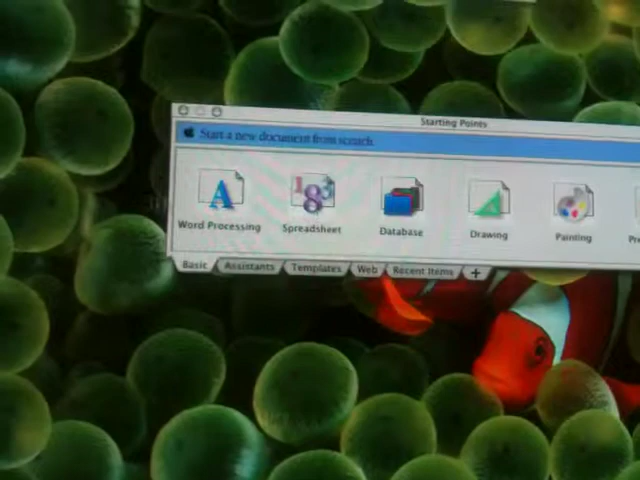 Starting Points
Start a new document from scratch.
Word Processing Spreadsheet Database Drawing Painting
Basic Assistants Templates Web Recent Items +